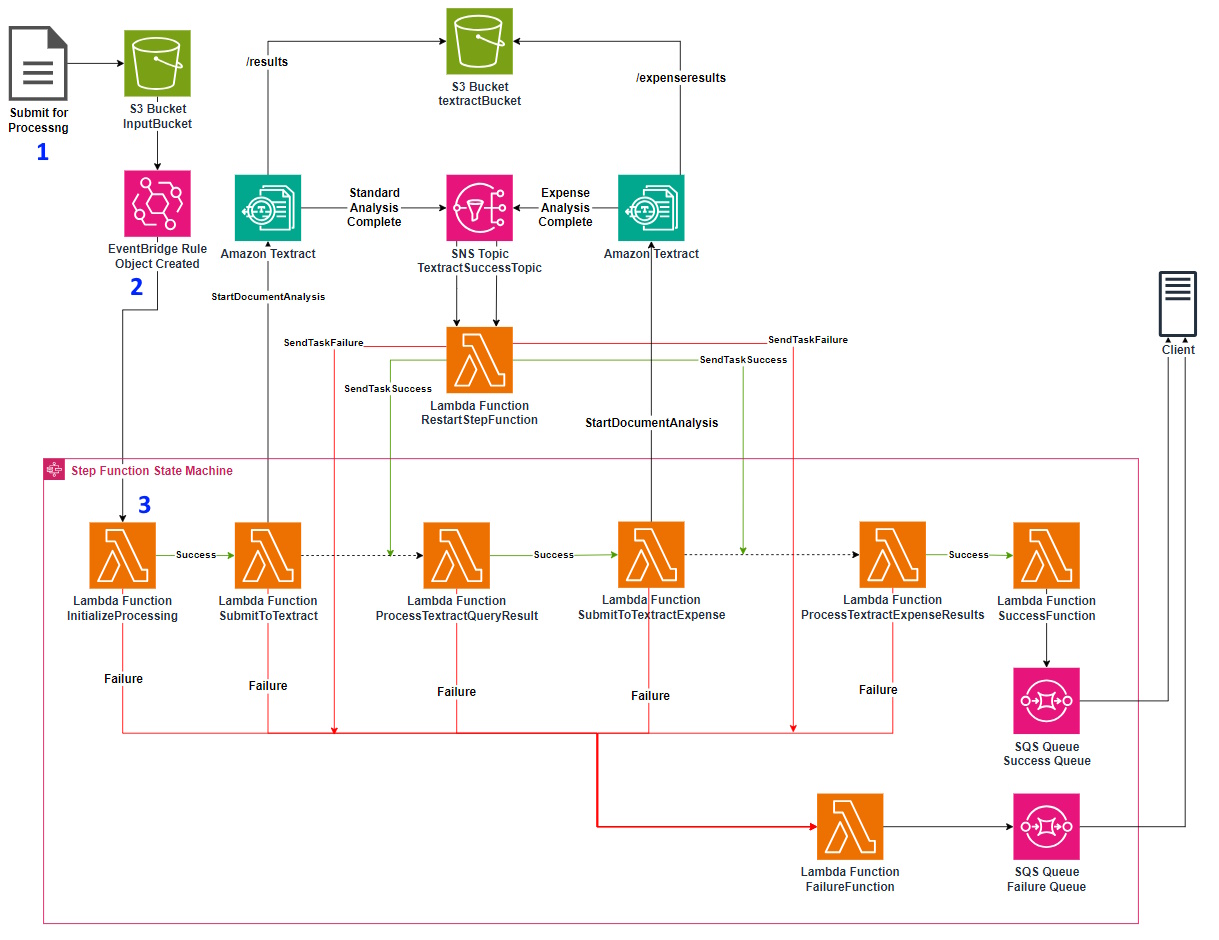 Submit for
Processng
1
S3 Bucket
InputBucket
/results
S3 Bucket
textractBucket
/expenseresults
EventBridge Rule
Object Created
2
Amazon Textract
Standard
Analysis
Complete
SNS Topic
TextractSuccessTopic
Expense
Analysis
Complete
Amazon Textract
StartDocumentAnalysis
SendTaskFailure
SendTaskSuccess
Lambda Function
RestartStepFunction
SendTaskFailure
SendTaskSuccess
StartDocumentAnalysis
Client
Step Function State Machine
3
Success
Success
Success
Lambda Function
InitializeProcessing
Lambda Function
SubmitToTextract
Lambda Function
ProcessTextractQueryResult
Lambda Function
SubmitToTextractExpense
Lambda Function
ProcessTextractExpenseResults
Lambda Function
SuccessFunction
Failure
Failure
Failure
Failure
Failure
SQS Queue
Success Queue
Lambda Function
FailureFunction
SQS Queue
Failure Queue